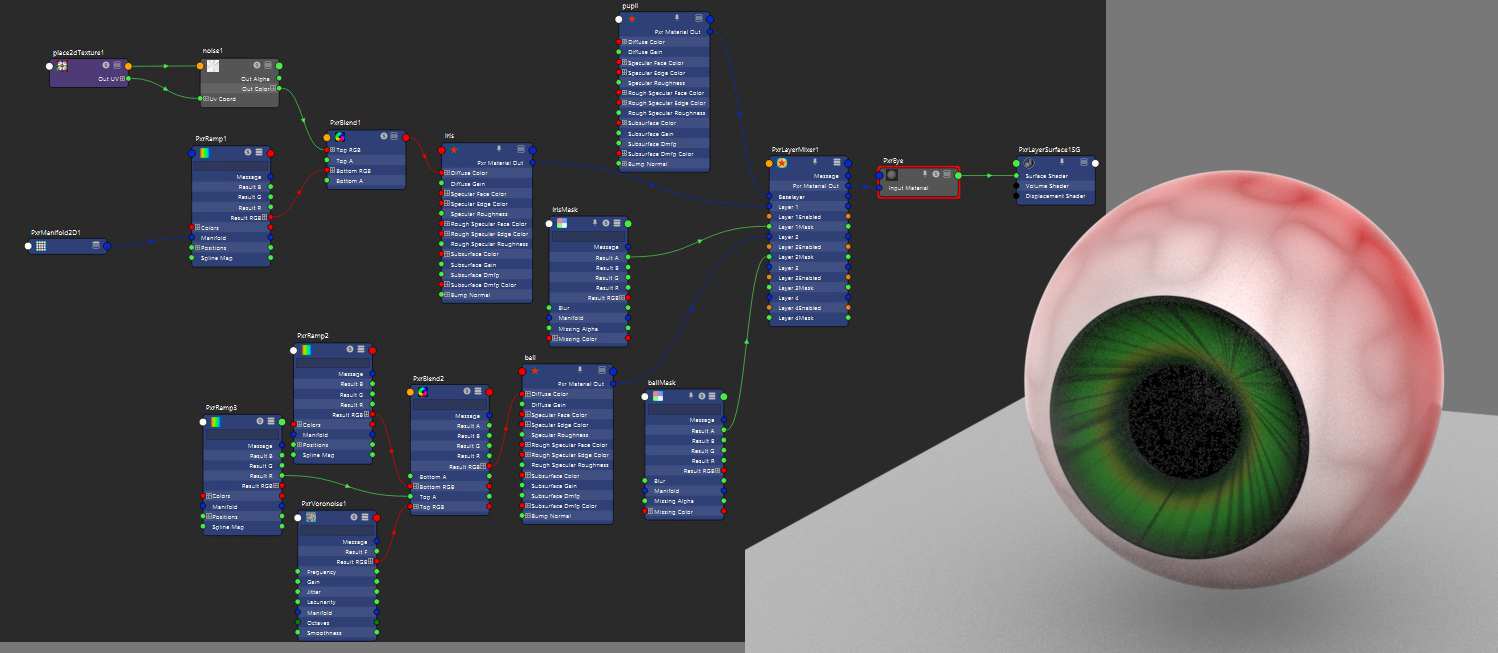 place2dTexture1
Out UV
noise1
Out Alpha
Out Color
Uv Coord
PxrManifold2D1
PxrRamp1
Message
Result B
Result G
Result R
Result RGB
Colors
Manifold
Positions
Spline Map
PxrBlend1
Top RGB
Top A
Bottom RGB
Bottom A
iris
Pxr Material Out
Diffuse Color
Diffuse Gain
Specular Face Color
Specular Edge Color
Specular Roughness
Rough Specular Face Color
Rough Specular Edge Color
Rough Specular Roughness
Subsurface Color
Subsurface Gain
Subsurface Dmfp
Subsurface Dmfp Color
Bump Normal
pupil
Pxr Material Out
Diffuse Color
Diffuse Gain
Specular Face Color
Specular Edge Color
Specular Roughness
Rough Specular Face Color
Rough Specular Edge Color
Rough Specular Roughness
Subsurface Color
Subsurface Gain
Subsurface Dmfp
Subsurface Dmfp Color
Bump Normal
irisMask
Message
Result A
Result B
Result G
Result R
Result RGB
Blur
Manifold
Missing Alpha
Missing Color
PxrLayerMixer1
Message
Pxr Material Out
Baselayer
Layer 1
Layer 1Enabled
Layer 1Mask
Layer 2
Layer 2Enabled
Layer 2Mask
Layer 3
Layer 3Enabled
Layer 3Mask
Layer 4
Layer 4Enabled
Layer 4Mask
PxrEye
Input Material
PxrLayerSurface1SG
Surface Shader
Volume Shader
Displacement Shader
PxrRamp2
Message
Result B
Result G
Result R
Result RGB
Colors
Manifold
Positions
Spline Map
PxrRamp3
Message
Result B
Result G
Result R
Result RGB
Colors
Manifold
Positions
Spline Map
PxrVoronoise1
Message
Result F
Result RGB
Frequency
Gain
Jitter
Lacunarity
Manifold
Octaves
Smoothness
PxrBlend2
Message
Result A
Result B
Result G
Result R
Result RGB
Bottom A
Bottom RGB
Top A
Top RGB
ball
Pxr Material Out
Diffuse Color
Diffuse Gain
Specular Face Color
Specular Edge Color
Specular Roughness
Rough Specular Face Color
Rough Specular Edge Color
Rough Specular Roughness
Subsurface Color
Subsurface Gain
Subsurface Dmfp
Subsurface Dmfp Color
Bump Normal
ballMask
Message
Result A
Result B
Result G
Result R
Result RGB
Blur
Manifold
Missing Alpha
Missing Color